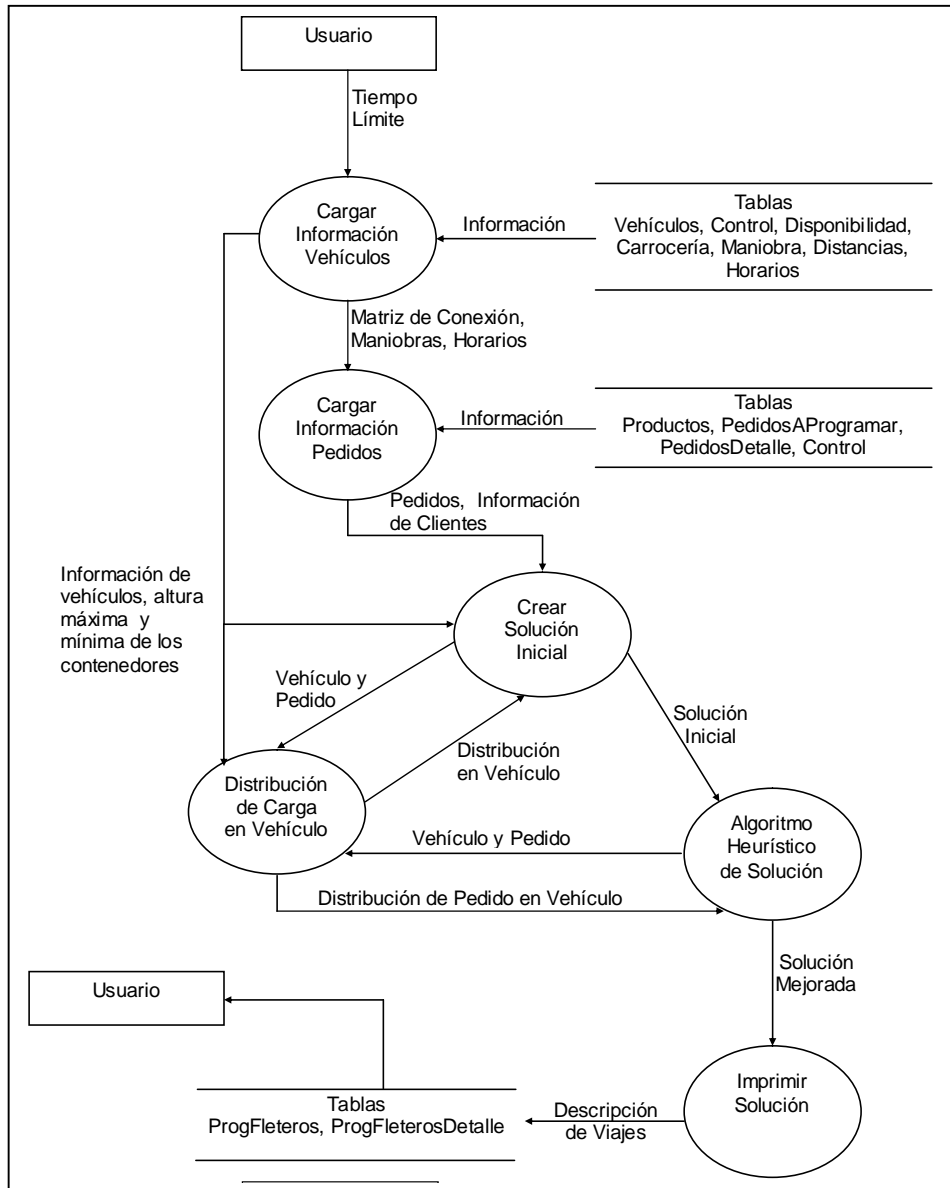 Usuario
Tiempo
Límite
Cargar
Información
Vehículos
Información
Tablas
Vehículos, Control, Disponibilidad,
Carrocería, Maniobra, Distancias,
Horarios
Matriz de Conexión,
Maniobras, Horarios
Cargar
Información
Pedidos
Información
Tablas
Productos, PedidosAProgramar,
PedidosDetalle, Control
Pedidos, Información
de Clientes
Información de
vehículos, altura
máxima y
mínima de los
contenedores
Crear
Solución
Inicial
Vehículo y
Pedido
Solución
Inicial
Distribución
en Vehículo
Distribución
de Carga
en Vehículo
Algoritmo
Heurístico
de Solución
Vehículo y Pedido
Distribución de Pedido en Vehículo
Solución
Mejorada
Usuario
Imprimir
Solución
Tablas
ProgFleteros, ProgFleterosDetalle
Descripción
de Viajes